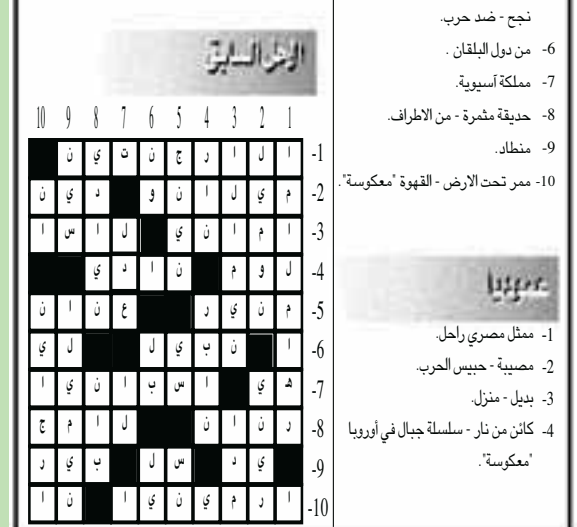 نجح - ضد حرب.
6- من دول البلقان .
7- مملكة آسيوية.
8- حديقة مثمرة - من الاطراف.
9- منطاد.
10- ممر تحت الارض - القهوة "معكوسة".
عموديا
1- ممثل مصري راحل.
2- مصيبة - حبيس الحرب.
3- بديل - منزل.
4- كائن من نار - سلسلة جبال في أوروبا
"معكوسة".
الحل السابق
1 2 3 4 5 6 7 8 9 10
1- ا ل ا ر ج ن ت ي ن
2- م ي ل ا ن و د ي ن
3- ا م ا ن ي ل ا س ا
4- ل و م ن ا د ي
5- م ن ي ر ع ن ا ن
6- ا ن ب ي ل ل ي
7- ه ي ا س ب ا ن ي ا
8- ر ن ا ن ل ا م ج
9- ي د س ل ب ي ر
10- ا ر م ي ن ي ا ن ا